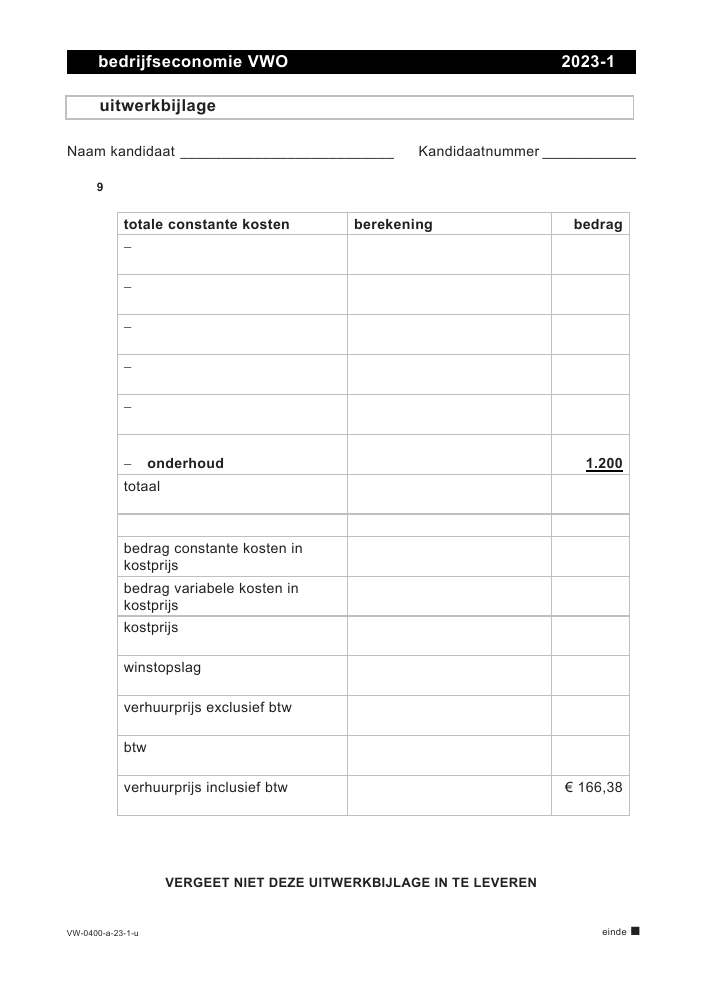 bedrijfseconomie VWO 2023-1
uitwerkbijlage
Naam kandidaat __________________________ Kandidaatnummer ___________
9
totale constante kosten berekening bedrag
–
–
–
–
–
– onderhoud 1.200
totaal
bedrag constante kosten in
kostprijs
bedrag variabele kosten in
kostprijs
kostprijs
winstopslag
verhuurprijs exclusief btw
btw
verhuurprijs inclusief btw € 166,38
VERGEET NIET DEZE UITWERKBIJLAGE IN TE LEVEREN
VW-0400-a-23-1-u einde ■